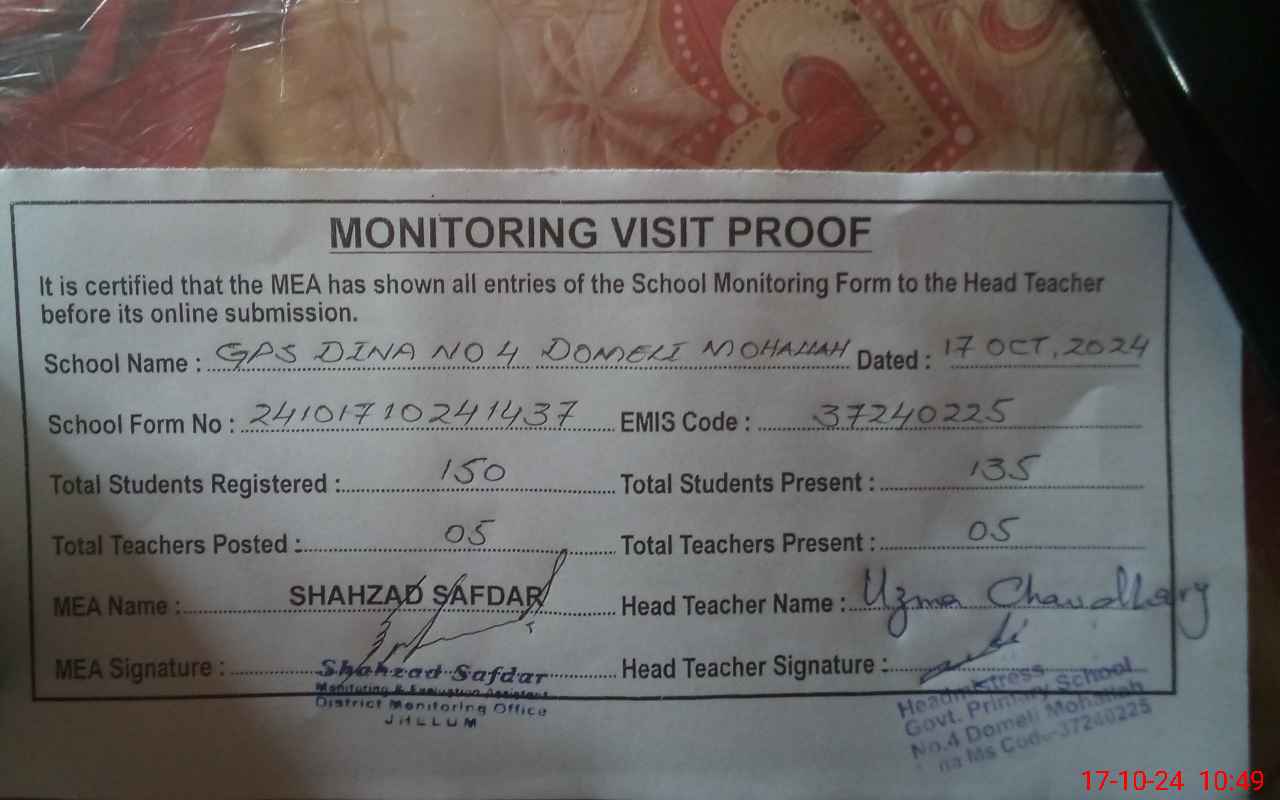 MONITORING VISIT PROOF
It is certified that the MEA has shown all entries of the School Monitoring Form to the Head Teacher
before its online submission.
School Name : GPS DINA NO 4 DOMELI MOHALLAH Dated : 17 OCT, 2024
School Form No : 24101710241437 EMIS Code : 37240225
Total Students Registered : 150 Total Students Present : 135
Total Teachers Posted : 05 Total Teachers Present : 05
MEA Name : SHAHZAD SAFDAR Head Teacher Name : Uzma Chaudhary
MEA Signature : Head Teacher Signature :
Shahzad Safdar
Monitoring & Evaluation Assistant
District Monitoring Office
JHELUM
Headmistress
Govt. Primary School
No.4 Domeli Mohallah
Ms Code-37240225
17-10-24 10:49